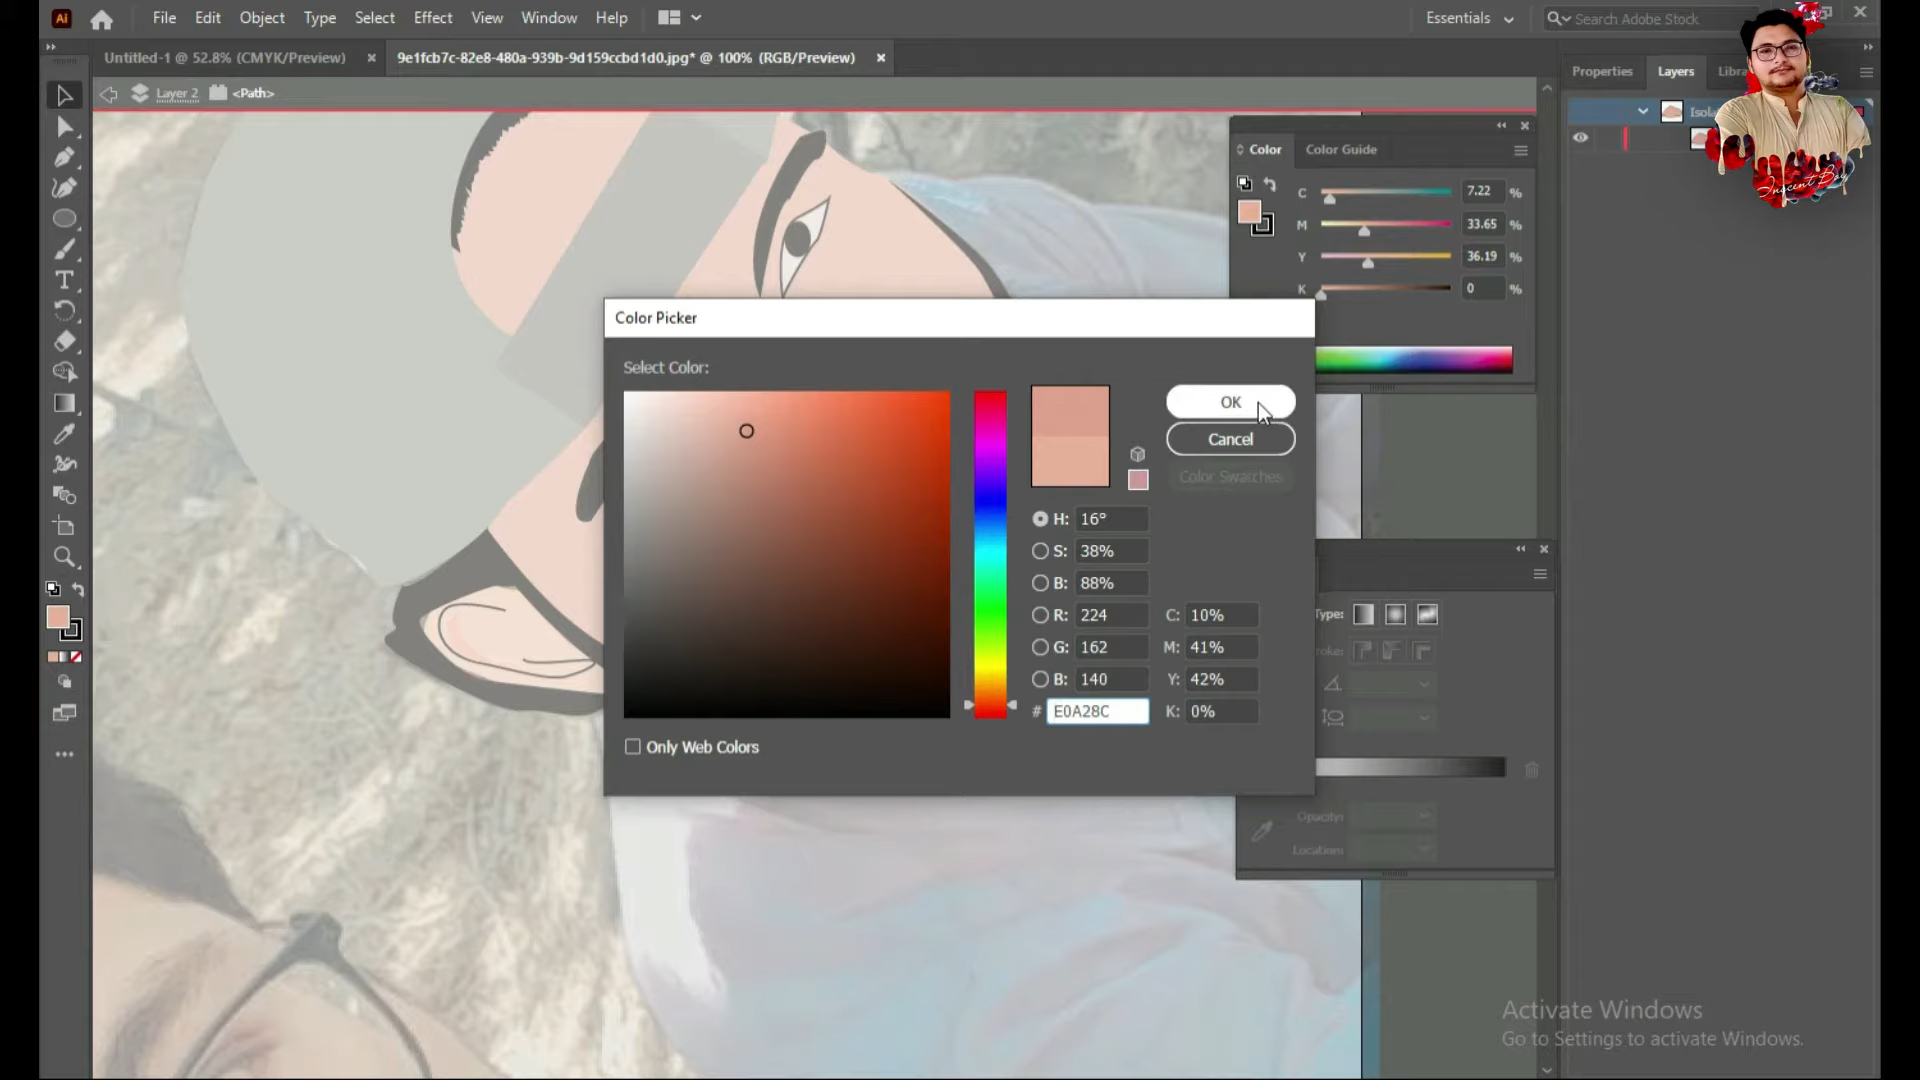 Ai File Edit Object Type Select Effect View Window Help Essentials Search Adobe Stock
Untitled-1 @ 52.8% (CMYK/Preview) × 9e1fcb7c-82e8-480a-939b-9d159ccbd1d0.jpg* @ 100% (RGB/Preview) ×
Properties Layers
Layer 2 <Path>
Color Color Guide
C 7.22 %
M 33.65 %
Y 36.19 %
K 0 %
Color Picker
Select Color:
OK
Cancel
Color Swatches
H: 16°
S: 38%
B: 88%
R: 224 C: 10%
G: 162 M: 41%
B: 140 Y: 42%
# E0A28C K: 0%
Only Web Colors
Type:
Opacity:
Location:
Activate Windows
Go to Settings to activate Windows.